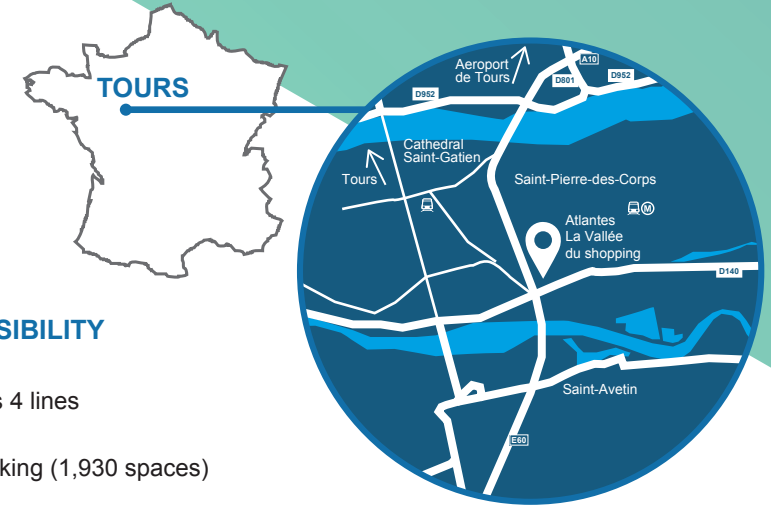 TOURS
Aeroport
de Tours
A10
D801
D952
D952
Cathedral
Saint-Gatien
Tours
Saint-Pierre-des-Corps
M
Atlantes
La Vallée
du shopping
D140
SIBILITY
s 4 lines
king (1,930 spaces)
Saint-Avetin
E60